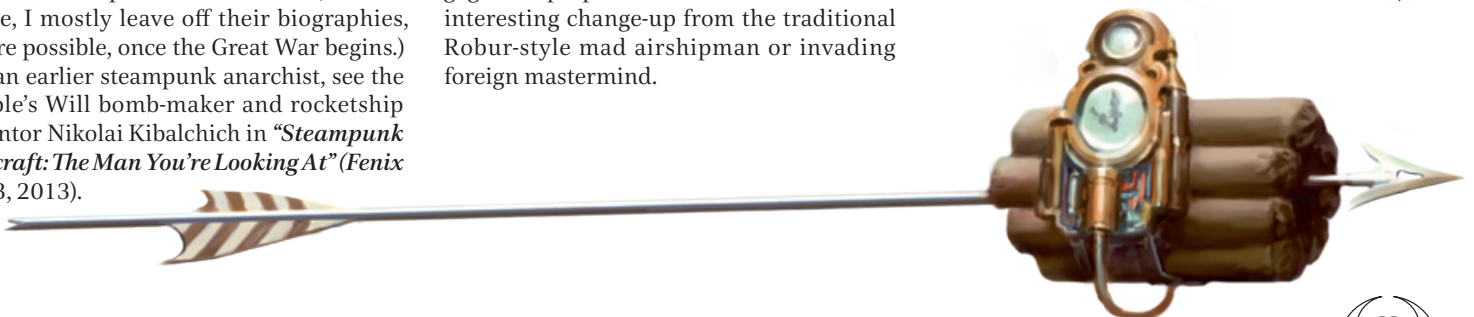 e, I mostly leave off their biographies,
re possible, once the Great War begins.)
an earlier steampunk anarchist, see the
ple's Will bomb-maker and rocketship
ntor Nikolai Kibalchich in “Steampunk
craft: The Man You're Looking At” (Fenix
3, 2013).
interesting change-up from the traditional
Robur-style mad airshipman or invading
foreign mastermind.